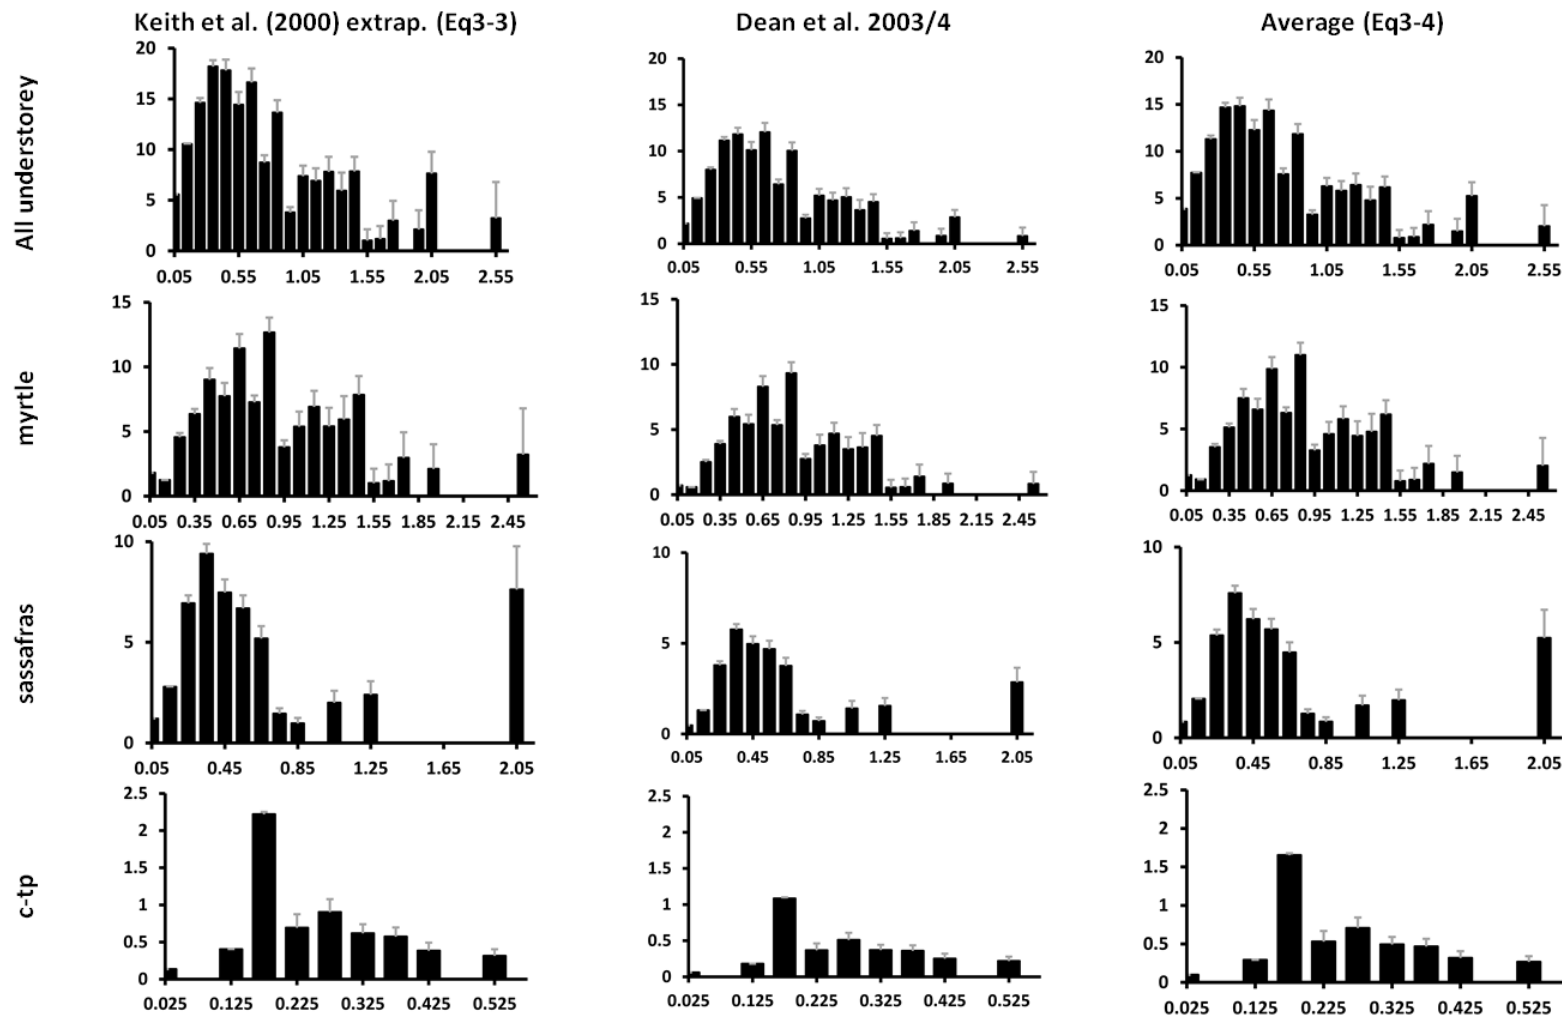 Keith et al. (2000) extrap. (Eq3-3) Dean et al. 2003/4 Average (Eq3-4)
All understorey
20 15 10 5 0
0.05 0.55 1.05 1.55 2.05 2.55
20 15 10 5 0
0.05 0.55 1.05 1.55 2.05 2.55
20 15 10 5 0
0.05 0.55 1.05 1.55 2.05 2.55
myrtle
15 10 5 0
0.05 0.35 0.65 0.95 1.25 1.55 1.85 2.15 2.45
15 10 5 0
0.05 0.35 0.65 0.95 1.25 1.55 1.85 2.15 2.45
15 10 5 0
0.05 0.35 0.65 0.95 1.25 1.55 1.85 2.15 2.45
sassafras
10 5 0
0.05 0.45 0.85 1.25 1.65 2.05
10 5 0
0.05 0.45 0.85 1.25 1.65 2.05
10 5 0
0.05 0.45 0.85 1.25 1.65 2.05
c-tp
2.5 2 1.5 1 0.5 0
0.025 0.125 0.225 0.325 0.425 0.525
2.5 2 1.5 1 0.5 0
0.025 0.125 0.225 0.325 0.425 0.525
2.5 2 1.5 1 0.5 0
0.025 0.125 0.225 0.325 0.425 0.525